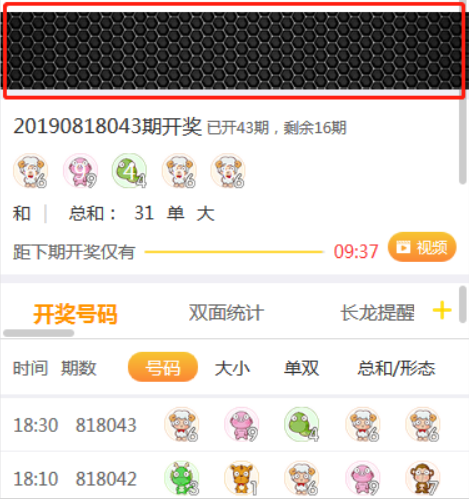 20190818043期开奖 已开43期，剩余16期
6 9 4 6 6
和 总和： 31 单 大
距下期开奖仅有 09:37 视频
开奖号码 双面统计 长龙提醒 +
时间 期数 号码 大小 单双 总和/形态
18:30 818043 6 9 4 6 6
18:10 818042 3 1 6 8 7